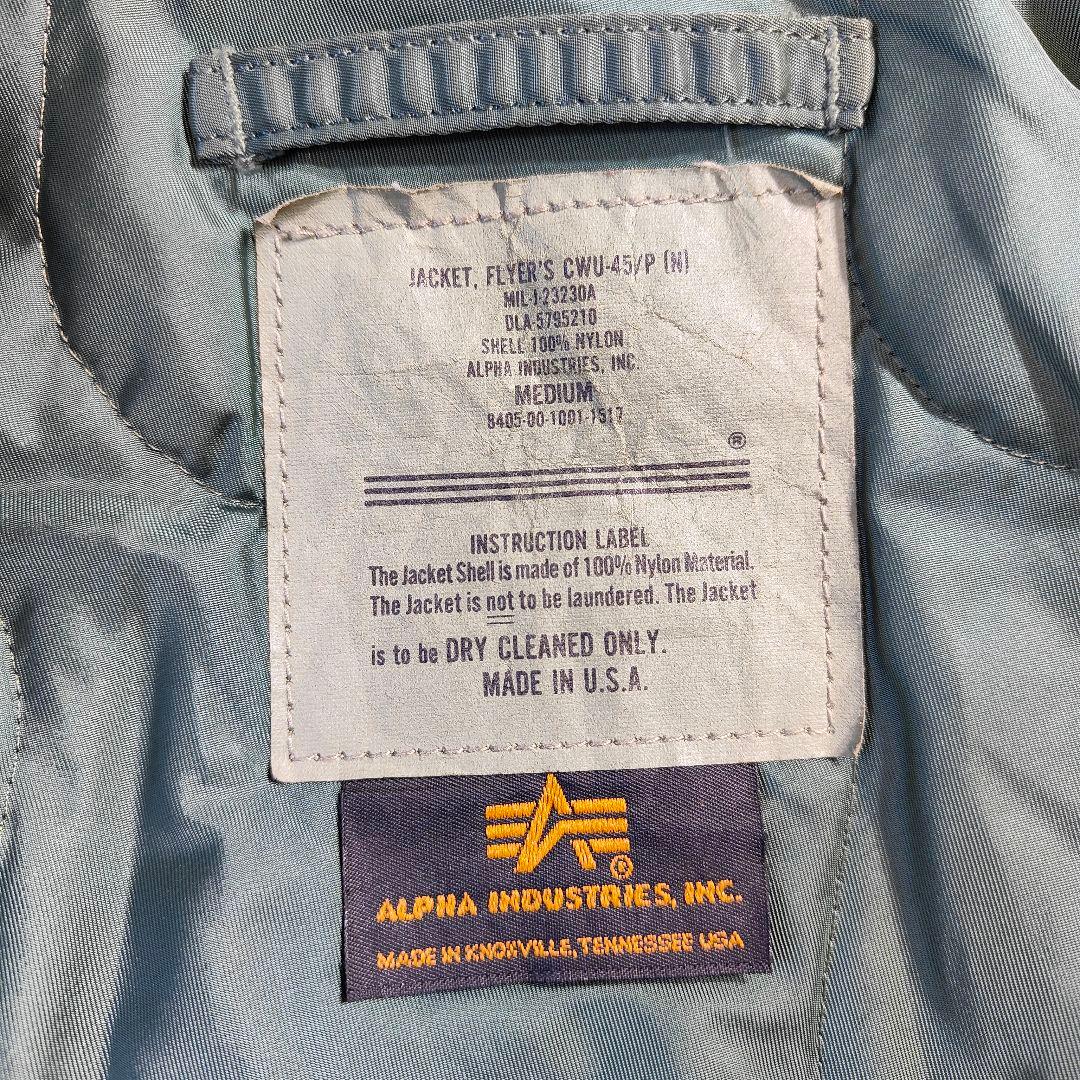 JACKET, FLYER'S CWU-45/P (N)
MIL-J-23230A
DLA-5795210
SHELL 100% NYLON
ALPHA INDUSTRIES, INC.
MEDIUM
8405-00-1001-1517
®
INSTRUCTION LABEL
The Jacket Shell is made of 100% Nylon Material.
The Jacket is not to be laundered. The Jacket
is to be DRY CLEANED ONLY.
MADE IN U.S.A.
®
ALPHA INDUSTRIES, INC.
MADE IN KNOXVILLE, TENNESSEE USA